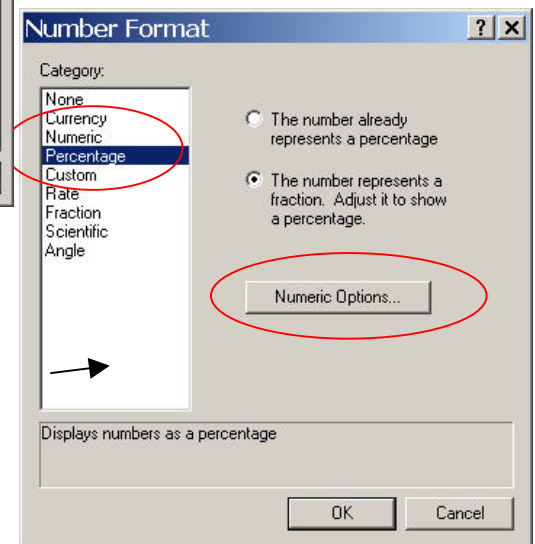 Number Format
Category:
None
Currency
Numeric
Percentage
Custom
Rate
Fraction
Scientific
Angle
The number already
represents a percentage
The number represents a
fraction. Adjust it to show
a percentage.
Numeric Options...
Displays numbers as a percentage
OK
Cancel